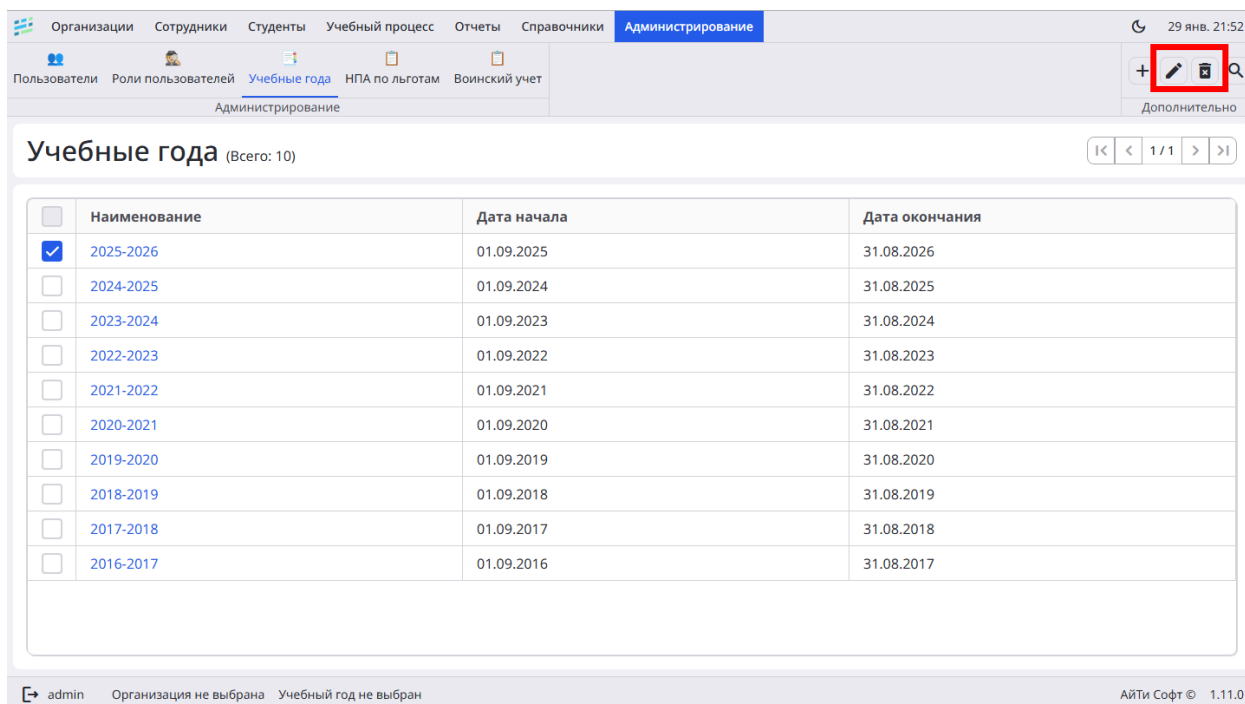 Организации Сотрудники Студенты Учебный процесс Отчеты Справочники Администрирование 29 янв. 21:52
Пользователи Роли пользователей Учебные года НПА по льготам Воинский учет
Администрирование Дополнительно
Учебные года (Всего: 10) 1 / 1
Наименование Дата начала Дата окончания
2025-2026 01.09.2025 31.08.2026
2024-2025 01.09.2024 31.08.2025
2023-2024 01.09.2023 31.08.2024
2022-2023 01.09.2022 31.08.2023
2021-2022 01.09.2021 31.08.2022
2020-2021 01.09.2020 31.08.2021
2019-2020 01.09.2019 31.08.2020
2018-2019 01.09.2018 31.08.2019
2017-2018 01.09.2017 31.08.2018
2016-2017 01.09.2016 31.08.2017
admin Организация не выбрана Учебный год не выбран АйТи Софт © 1.11.0